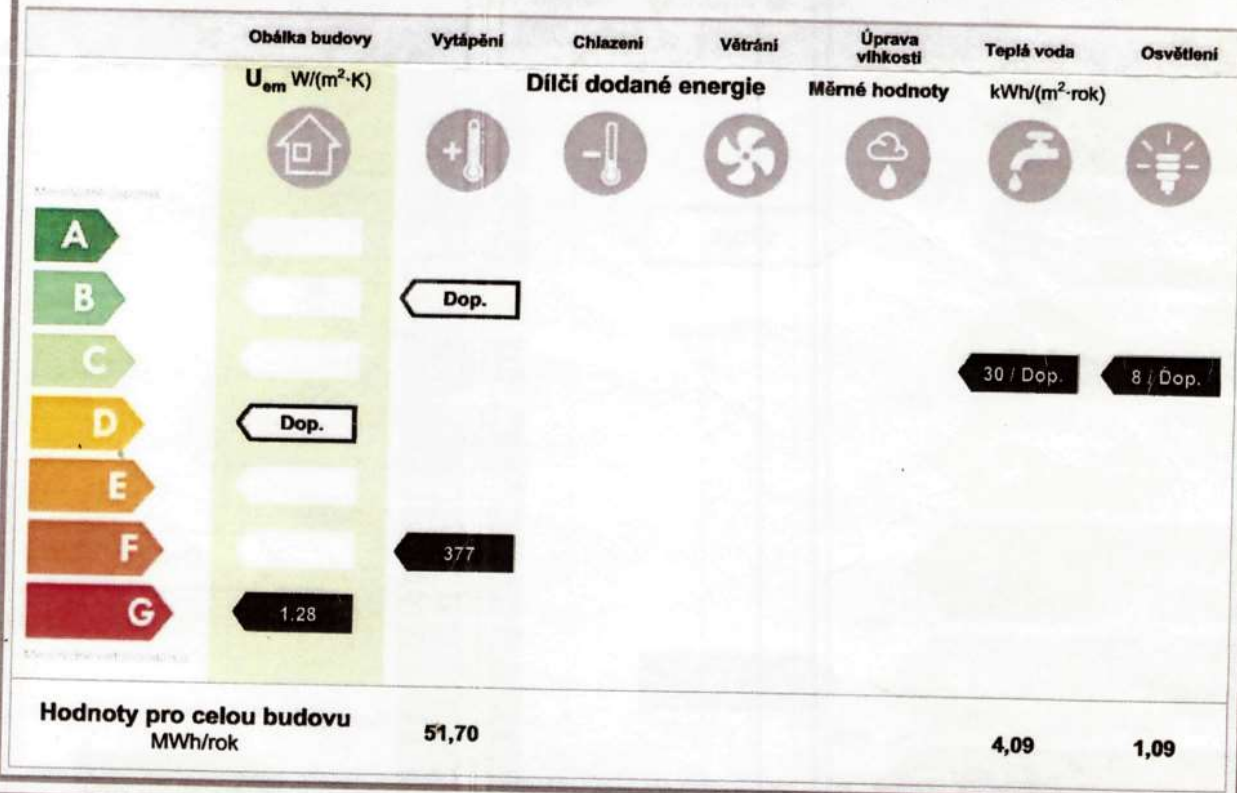 Obálka budovy Vytápění Chlazení Větrání Úprava vlhkosti Teplá voda Osvětlení
Uem W/(m²·K) Dílčí dodané energie Měrné hodnoty kWh/(m²·rok)
A
B Dop.
C 30 / Dop. 8 / Dop.
D Dop.
E
F 377
G 1.28
Hodnoty pro celou budovu
MWh/rok 51,70 4,09 1,09